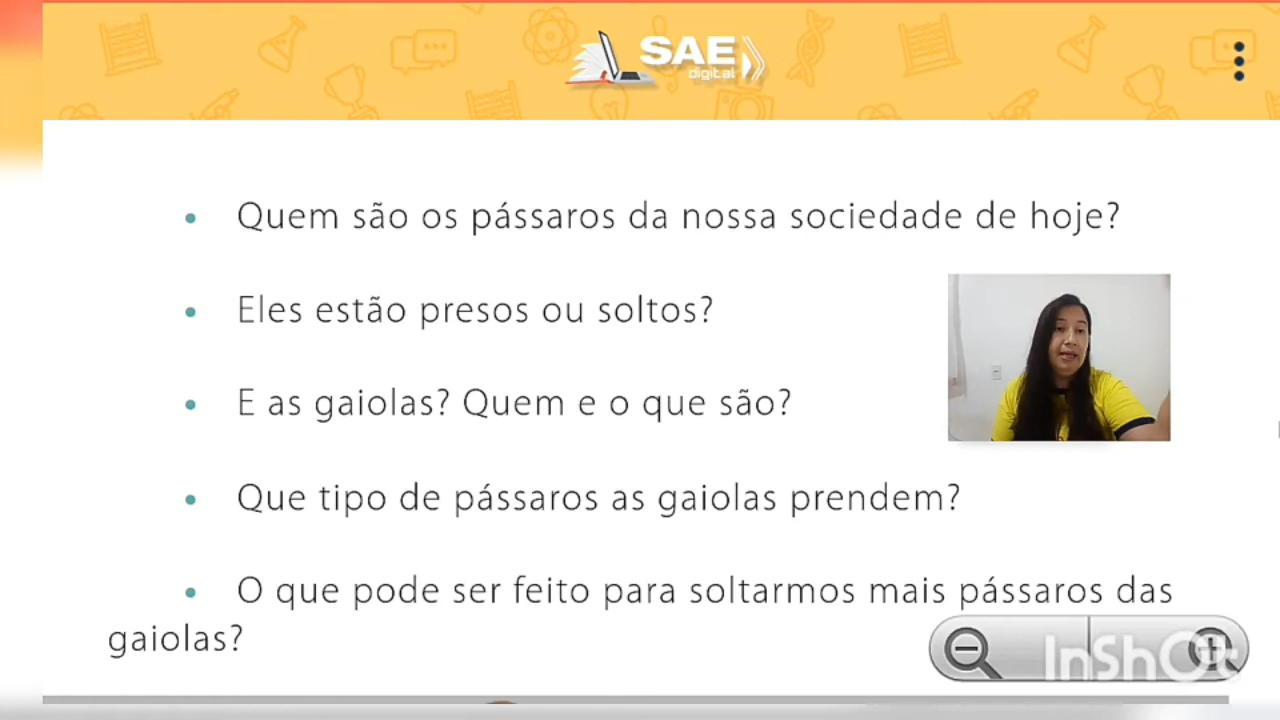 SAE
digital
• Quem são os pássaros da nossa sociedade de hoje?
• Eles estão presos ou soltos?
• E as gaiolas? Quem e o que são?
• Que tipo de pássaros as gaiolas prendem?
• O que pode ser feito para soltarmos mais pássaros das
gaiolas?
InShOt